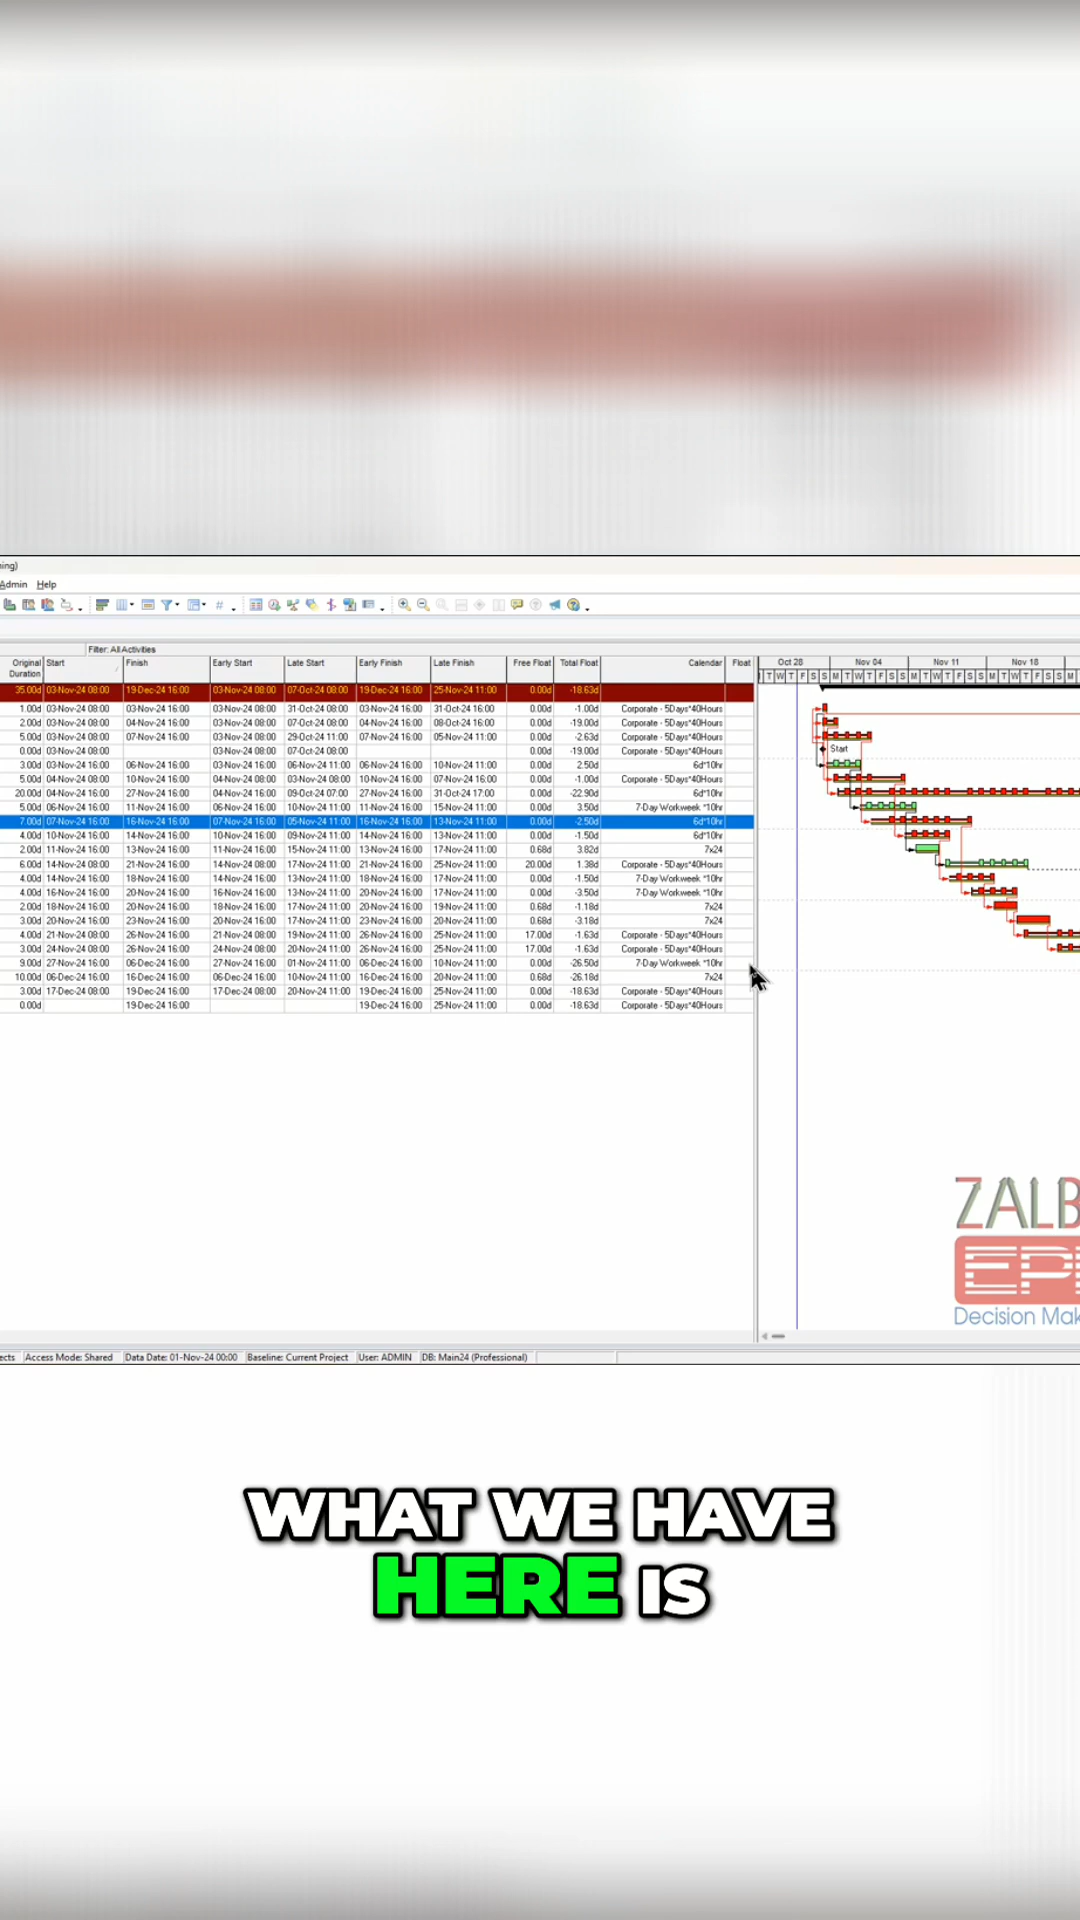 ning)
Admin Help
Filter: All Activities
Original Duration Start Finish Early Start Late Start Early Finish Late Finish Free Float Total Float Calendar Float Oct 28 Nov 04 Nov 11 Nov 18
T W T F S S M T W T F S S M T W T F S S M T W T F S S M
35.00d 03-Nov-24 08:00 19-Dec-24 16:00 03-Nov-24 08:00 07-Oct-24 08:00 19-Dec-24 16:00 25-Nov-24 11:00 0.00d -18.63d
1.00d 03-Nov-24 08:00 03-Nov-24 16:00 03-Nov-24 08:00 31-Oct-24 08:00 03-Nov-24 16:00 31-Oct-24 16:00 0.00d -1.00d Corporate - 5Days*40Hours
2.00d 03-Nov-24 08:00 04-Nov-24 16:00 03-Nov-24 08:00 07-Oct-24 08:00 04-Nov-24 16:00 08-Oct-24 16:00 0.00d -19.00d Corporate - 5Days*40Hours
5.00d 03-Nov-24 08:00 07-Nov-24 16:00 03-Nov-24 08:00 29-Oct-24 11:00 07-Nov-24 16:00 05-Nov-24 11:00 0.00d -2.63d Corporate - 5Days*40Hours
0.00d 03-Nov-24 08:00 03-Nov-24 08:00 07-Oct-24 08:00 0.00d -19.00d Corporate - 5Days*40Hours Start
3.00d 03-Nov-24 16:00 06-Nov-24 16:00 03-Nov-24 16:00 06-Nov-24 11:00 06-Nov-24 16:00 10-Nov-24 11:00 0.00d 2.50d 6d*10hr
5.00d 04-Nov-24 08:00 10-Nov-24 16:00 04-Nov-24 08:00 03-Nov-24 08:00 10-Nov-24 16:00 07-Nov-24 16:00 0.00d -1.00d Corporate - 5Days*40Hours
20.00d 04-Nov-24 16:00 27-Nov-24 16:00 04-Nov-24 16:00 09-Oct-24 07:00 27-Nov-24 16:00 31-Oct-24 17:00 0.00d -22.90d 6d*10hr
5.00d 06-Nov-24 16:00 11-Nov-24 16:00 06-Nov-24 16:00 10-Nov-24 11:00 11-Nov-24 16:00 15-Nov-24 11:00 0.00d 3.50d 7-Day Workweek *10hr
7.00d 07-Nov-24 16:00 16-Nov-24 16:00 07-Nov-24 16:00 05-Nov-24 11:00 16-Nov-24 16:00 13-Nov-24 11:00 0.00d -2.50d 6d*10hr
4.00d 10-Nov-24 16:00 14-Nov-24 16:00 10-Nov-24 16:00 09-Nov-24 11:00 14-Nov-24 16:00 13-Nov-24 11:00 0.00d -1.50d 6d*10hr
2.00d 11-Nov-24 16:00 13-Nov-24 16:00 11-Nov-24 16:00 15-Nov-24 11:00 13-Nov-24 16:00 17-Nov-24 11:00 0.68d 3.82d 7x24
6.00d 14-Nov-24 08:00 21-Nov-24 16:00 14-Nov-24 08:00 17-Nov-24 11:00 21-Nov-24 16:00 25-Nov-24 11:00 20.00d 1.38d Corporate - 5Days*40Hours
4.00d 14-Nov-24 16:00 18-Nov-24 16:00 14-Nov-24 16:00 13-Nov-24 11:00 18-Nov-24 16:00 17-Nov-24 11:00 0.00d -1.50d 7-Day Workweek *10hr
4.00d 16-Nov-24 16:00 20-Nov-24 16:00 16-Nov-24 16:00 13-Nov-24 11:00 20-Nov-24 16:00 17-Nov-24 11:00 0.00d -3.50d 7-Day Workweek *10hr
2.00d 18-Nov-24 16:00 20-Nov-24 16:00 18-Nov-24 16:00 17-Nov-24 11:00 20-Nov-24 16:00 19-Nov-24 11:00 0.68d -1.18d 7x24
3.00d 20-Nov-24 16:00 23-Nov-24 16:00 20-Nov-24 16:00 17-Nov-24 11:00 23-Nov-24 16:00 20-Nov-24 11:00 0.68d -3.18d 7x24
4.00d 21-Nov-24 08:00 26-Nov-24 16:00 21-Nov-24 08:00 19-Nov-24 11:00 26-Nov-24 16:00 25-Nov-24 11:00 17.00d -1.63d Corporate - 5Days*40Hours
3.00d 24-Nov-24 08:00 26-Nov-24 16:00 24-Nov-24 08:00 20-Nov-24 11:00 26-Nov-24 16:00 25-Nov-24 11:00 17.00d -1.63d Corporate - 5Days*40Hours
9.00d 27-Nov-24 16:00 06-Dec-24 16:00 27-Nov-24 16:00 01-Nov-24 11:00 06-Dec-24 16:00 10-Nov-24 11:00 0.00d -26.50d 7-Day Workweek *10hr
10.00d 06-Dec-24 16:00 16-Dec-24 16:00 06-Dec-24 16:00 10-Nov-24 11:00 16-Dec-24 16:00 20-Nov-24 11:00 0.68d -26.18d 7x24
3.00d 17-Dec-24 08:00 19-Dec-24 16:00 17-Dec-24 08:00 20-Nov-24 11:00 19-Dec-24 16:00 25-Nov-24 11:00 0.00d -18.63d Corporate - 5Days*40Hours
0.00d 19-Dec-24 16:00 19-Dec-24 16:00 25-Nov-24 11:00 0.00d -18.63d Corporate - 5Days*40Hours
ZALB
EP
Decision Mak
ects Access Mode: Shared Data Date: 01-Nov-24 00:00 Baseline: Current Project User: ADMIN DB: Main24 (Professional)
WHAT WE HAVE
HERE IS